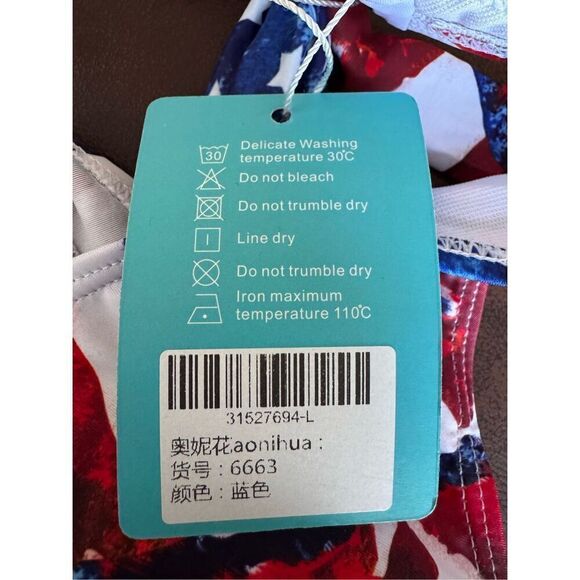 30
Delicate Washing
temperature 30℃
Do not bleach
Do not trumble dry
Line dry
Do not trumble dry
Iron maximum
temperature 110℃
31527694-L
奥妮花aonihua:
货号:6663
颜色:蓝色